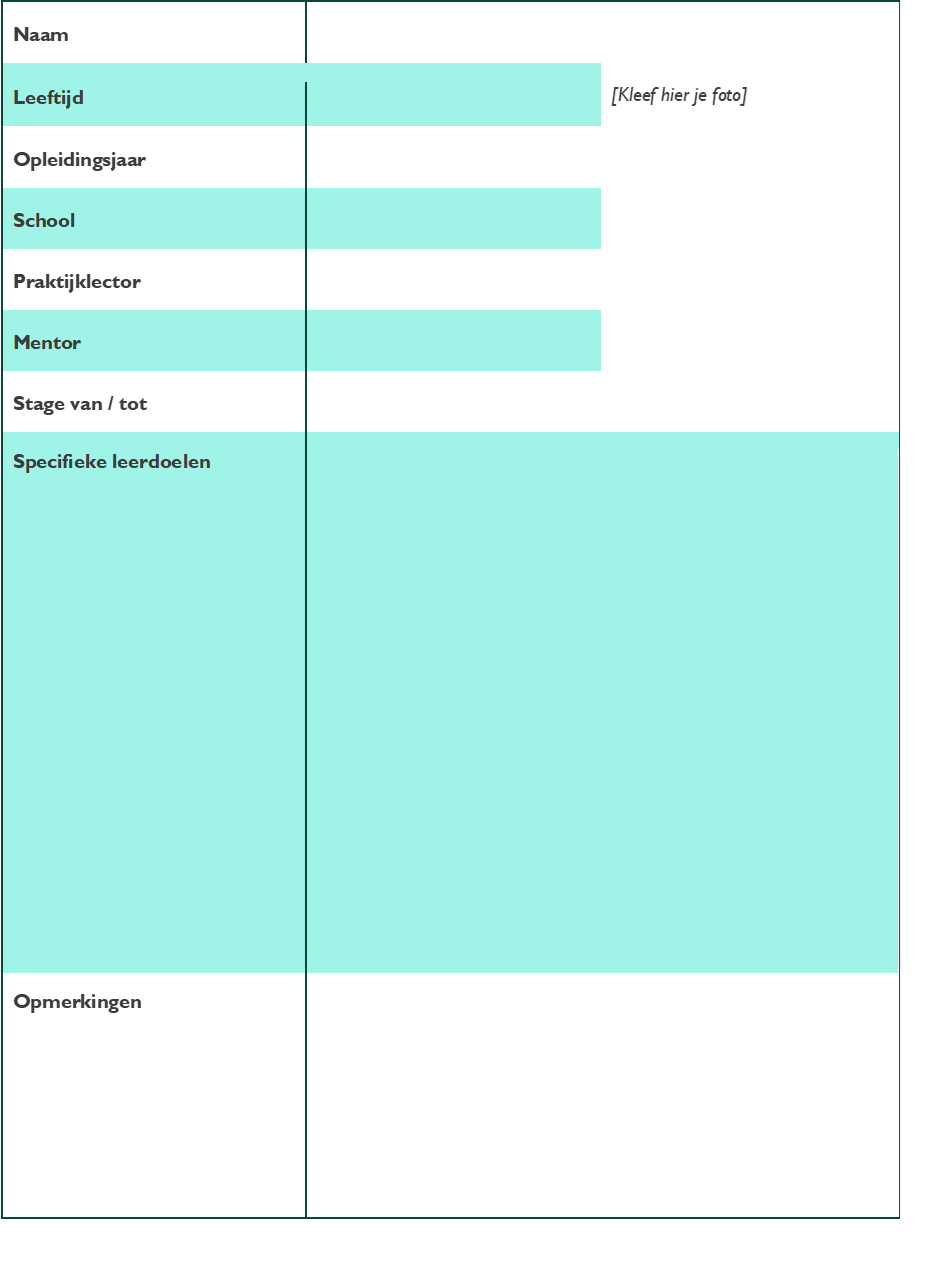 Naam
Leeftijd
[Kleef hier je foto]
Opleidingsjaar
School
Praktijklector
Mentor
Stage van / tot
Specifieke leerdoelen
Opmerkingen